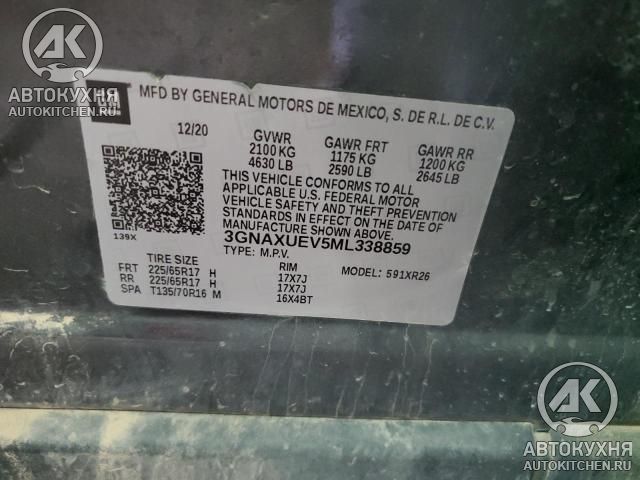 АК
АВТОКУХНЯ
AUTOKITCHEN.RU
GM
MFD BY GENERAL MOTORS DE MEXICO, S. DE R.L. DE C.V.
12/20 GVWR GAWR FRT GAWR RR
2100 KG 1175 KG 1200 KG
4630 LB 2590 LB 2645 LB
THIS VEHICLE CONFORMS TO ALL
APPLICABLE U.S. FEDERAL MOTOR
VEHICLE SAFETY AND THEFT PREVENTION
STANDARDS IN EFFECT ON THE DATE OF
MANUFACTURE SHOWN ABOVE.
139X 3GNAXUEV5ML338859
TYPE: M.P.V. MODEL: 591XR26
TIRE SIZE RIM
FRT 225/65R17 H 17X7J
RR 225/65R17 H 17X7J
SPA T135/70R16 M 16X4BT
АК
АВТОКУХНЯ
AUTOKITCHEN.RU